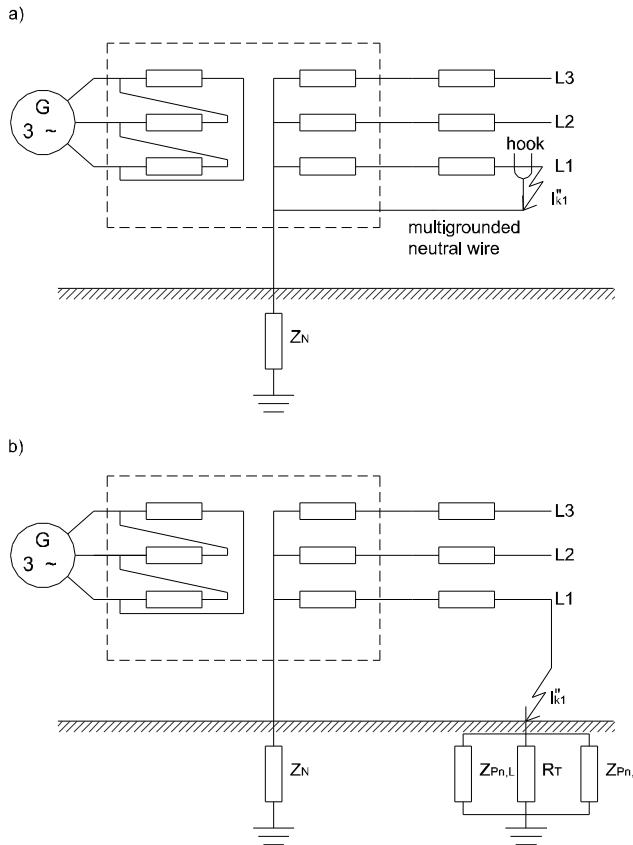 a)
G
3 ~
L3
L2
hook
L1
I"k1
multigrounded
neutral wire
ZN
b)
G
3 ~
L3
L2
L1
I"k1
ZN
ZPn,L
RT
ZPn,